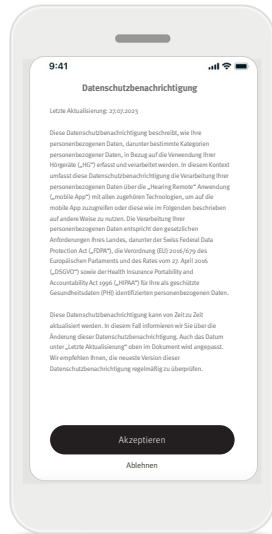 9:41
Datenschutzbenachrichtigung
Letzte Aktualisierung: 27.07.2023
Diese Datenschutzbenachrichtigung beschreibt, wie Ihre
personenbezogenen Daten, darunter bestimmte Kategorien
personenbezogener Daten, in Bezug auf die Verwendung Ihrer
Hörgeräte („HG“) erfasst und verarbeitet werden. In diesem Kontext
umfasst diese Datenschutzbenachrichtigung die Verarbeitung Ihrer
personenbezogenen Daten über die „Hearing Remote“ Anwendung
(„mobile App“) mit allen zugehören Technologien, um auf die
mobile App zuzugreifen oder diese wie im Folgenden beschrieben
auf andere Weise zu nutzen. Die Verarbeitung Ihrer
personenbezogenen Daten entspricht den gesetzlichen
Anforderungen Ihres Landes, darunter der Swiss Federal Data
Protection Act („FDPA“), die Verordnung (EU) 2016/679 des
Europäischen Parlaments und des Rates vom 27. April 2016
(„DSGVO“) sowie der Health Insurance Portability and
Accountability Act 1996 („HIPAA“) für Ihre als geschützte
Gesundheitsdaten (PHI) identifizierten personenbezogenen Daten.
Diese Datenschutzbenachrichtigung kann von Zeit zu Zeit
aktualisiert werden. In diesem Fall informieren wir Sie über die
Änderung dieser Datenschutzbenachrichtigung. Auch das Datum
unter „Letzte Aktualisierung“ oben im Dokument wird angepasst.
Wir empfehlen Ihnen, die neueste Version dieser
Datenschutzbenachrichtigung regelmäßig zu überprüfen.
Akzeptieren
Ablehnen